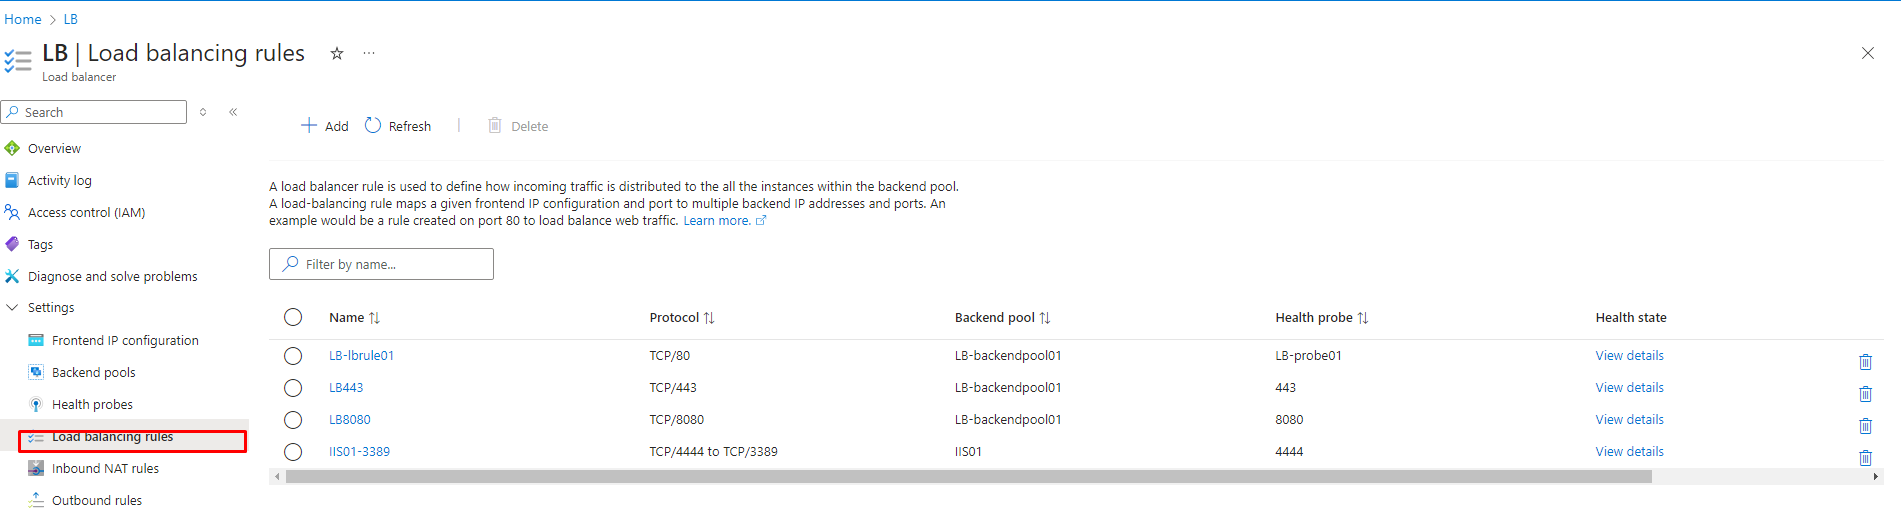 Home > LB
LB | Load balancing rules
Load balancer
Search
Add
Refresh
Delete
Overview
Activity log
Access control (IAM)
Tags
Diagnose and solve problems
Settings
Frontend IP configuration
Backend pools
Health probes
Load balancing rules
Inbound NAT rules
Outbound rules
A load balancer rule is used to define how incoming traffic is distributed to the all the instances within the backend pool.
A load-balancing rule maps a given frontend IP configuration and port to multiple backend IP addresses and ports. An
example would be a rule created on port 80 to load balance web traffic. Learn more.
Filter by name...
Name Protocol Backend pool Health probe Health state
LB-lbrule01 TCP/80 LB-backendpool01 LB-probe01 View details
LB443 TCP/443 LB-backendpool01 443 View details
LB8080 TCP/8080 LB-backendpool01 8080 View details
IIS01-3389 TCP/4444 to TCP/3389 IIS01 4444 View details